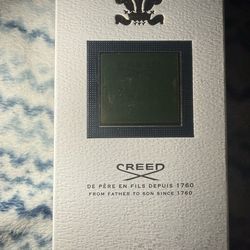 CREED
DE PÈRE EN FILS DEPUIS 1760
FROM FATHER TO SON SINCE 1760